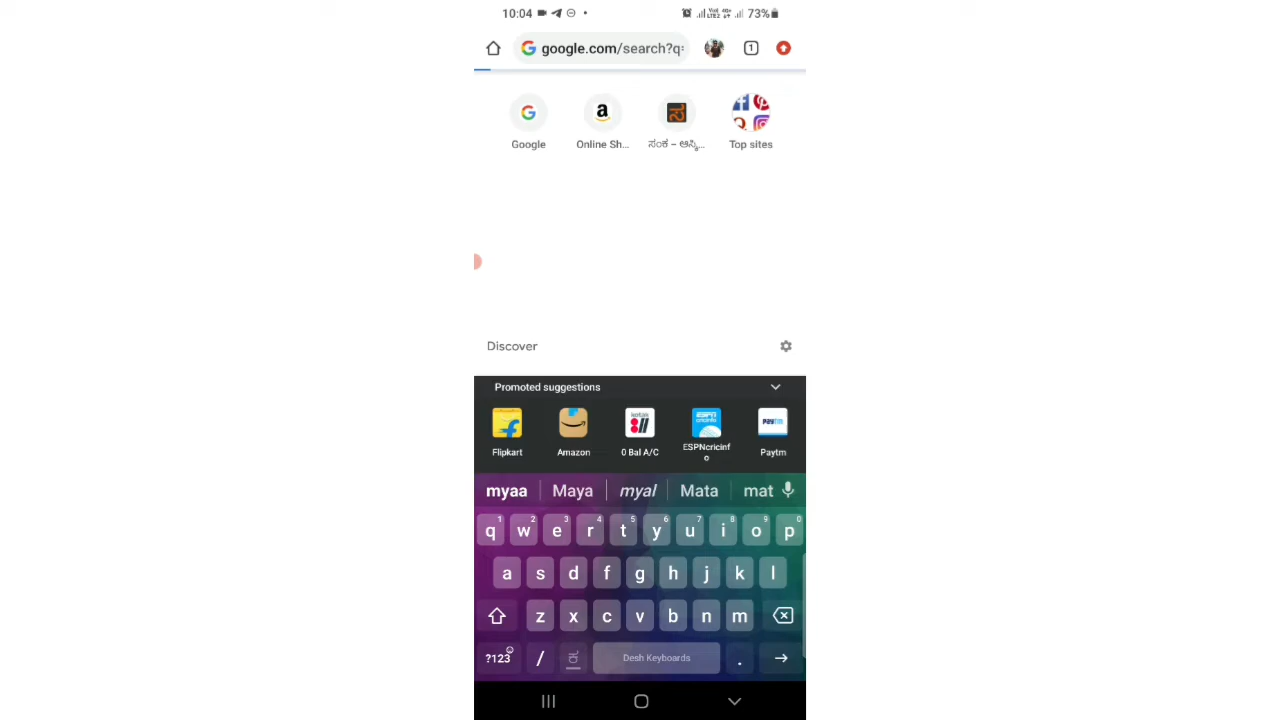 10:04 73%
google.com/search?q=
Google Online Sh... ಸಂಕ – ಆಸ್ಕಿ... Top sites
Discover
Promoted suggestions
Flipkart Amazon 0 Bal A/C ESPNcricinfo Paytm
myaa Maya myal Mata mat
q w e r t y u i o p
a s d f g h j k l
z x c v b n m
?123 / ಕ Desh Keyboards .